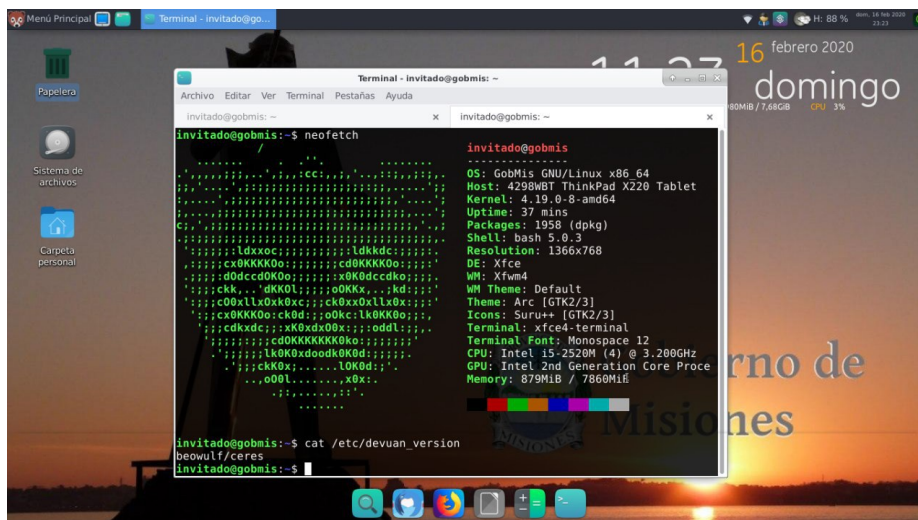 Menú Principal
Terminal - invitado@go...
H: 88 %
dom, 16 feb 2020
23:23
Papelera
Sistema de
archivos
Carpeta
personal
16 febrero 2020
domingo
80MiB / 7,68GiB CPU 3%
Terminal - invitado@gobmis: ~
Archivo Editar Ver Terminal Pestañas Ayuda
invitado@gobmis: ~
invitado@gobmis: ~
invitado@gobmis:~$ neofetch
invitado@gobmis
---------------
OS: GobMis GNU/Linux x86_64
Host: 4298WBT ThinkPad X220 Tablet
Kernel: 4.19.0-8-amd64
Uptime: 37 mins
Packages: 1958 (dpkg)
Shell: bash 5.0.3
Resolution: 1366x768
DE: Xfce
WM: Xfwm4
WM Theme: Default
Theme: Arc [GTK2/3]
Icons: Suru++ [GTK2/3]
Terminal: xfce4-terminal
Terminal Font: Monospace 12
CPU: Intel i5-2520M (4) @ 3.200GHz
GPU: Intel 2nd Generation Core Proce
Memory: 879MiB / 7860MiB
invitado@gobmis:~$ cat /etc/devuan_version
beowulf/ceres
invitado@gobmis:~$
rno de
Misiones
MISIONES